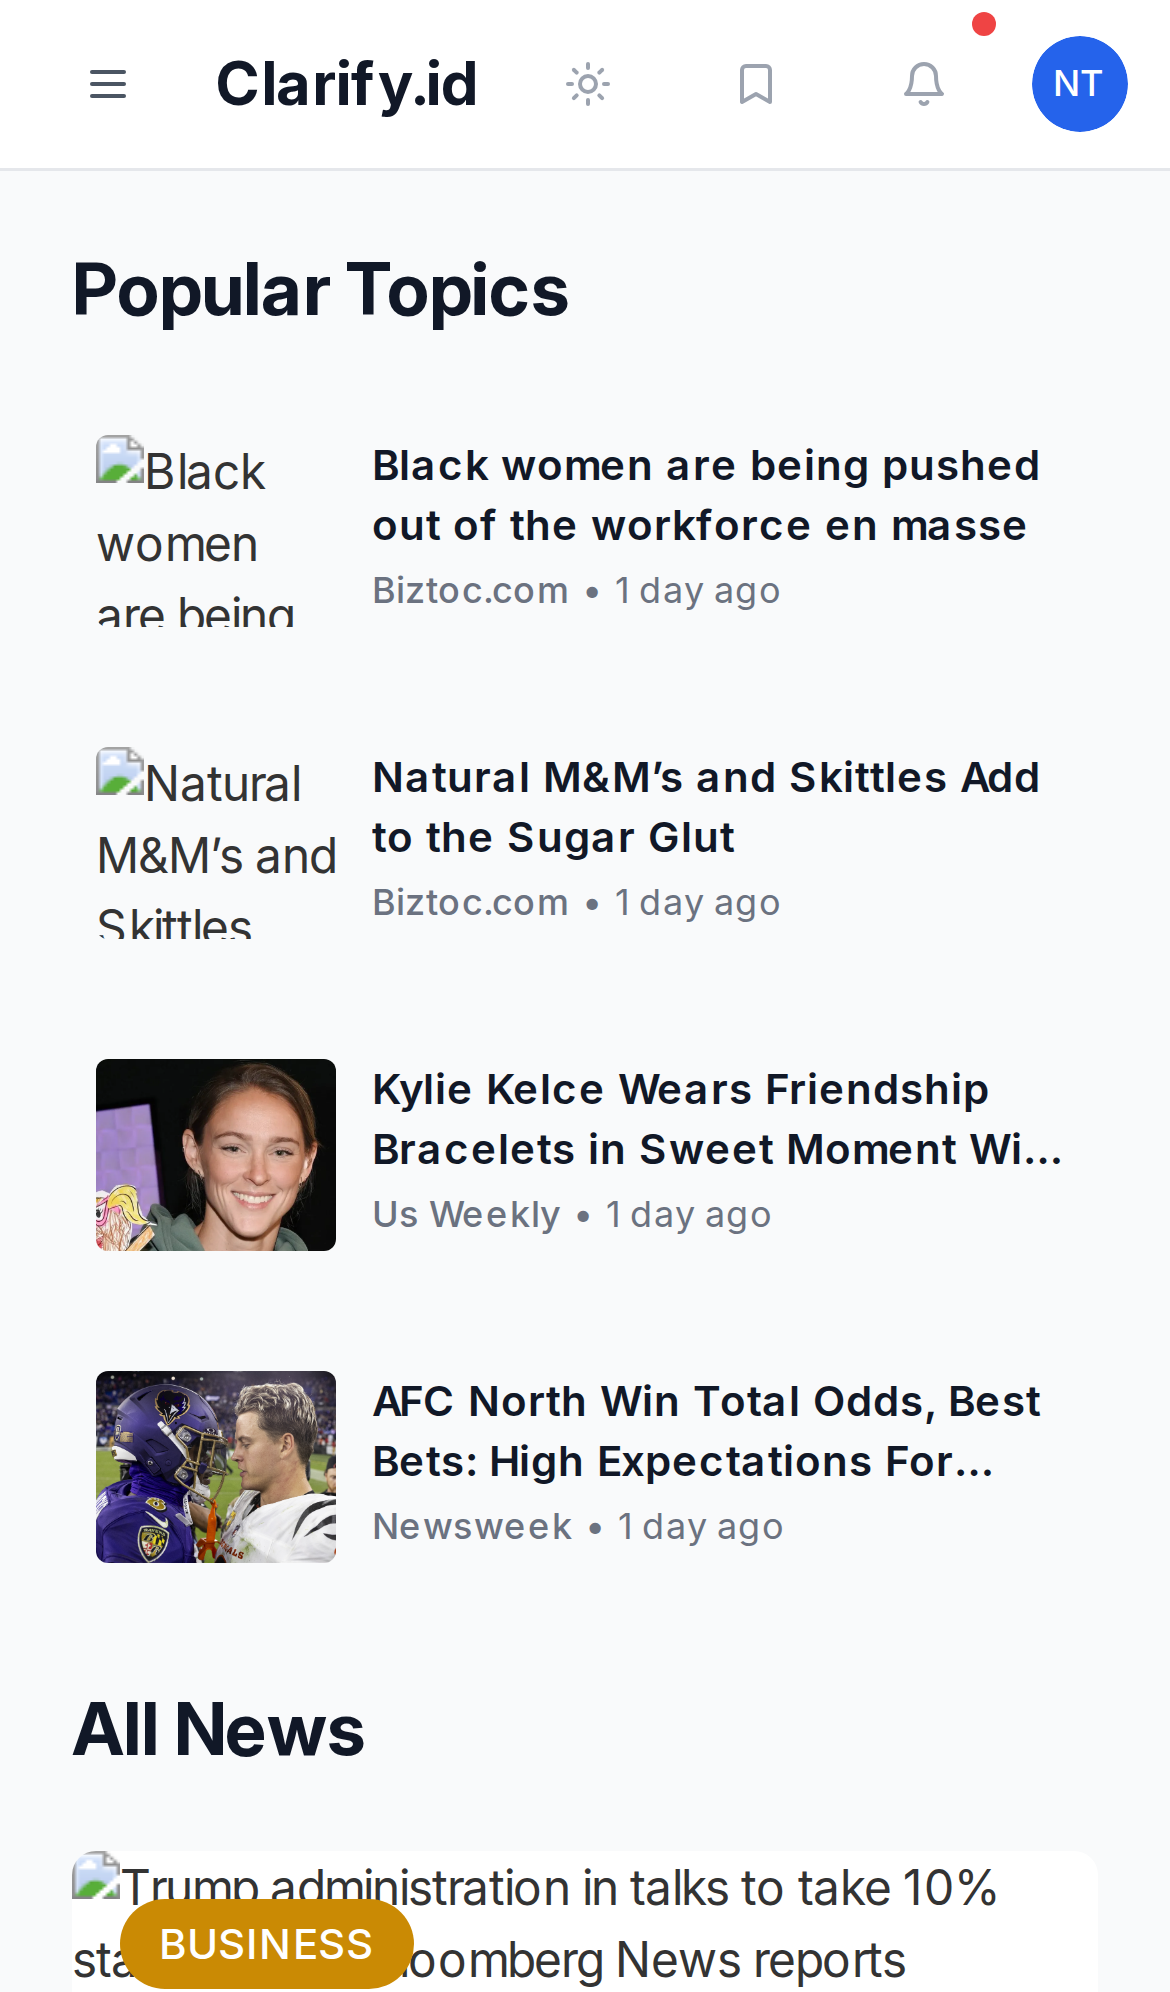 Clarify.id
NT
Popular Topics
Black
women
are being
Black women are being pushed
out of the workforce en masse
Biztoc.com • 1 day ago
Natural
M&M’s and
Skittles
Natural M&M’s and Skittles Add
to the Sugar Glut
Biztoc.com • 1 day ago
Kylie Kelce Wears Friendship
Bracelets in Sweet Moment Wi...
Us Weekly • 1 day ago
AFC North Win Total Odds, Best
Bets: High Expectations For...
Newsweek • 1 day ago
All News
Trump administration in talks to take 10%
News reports
BUSINESS